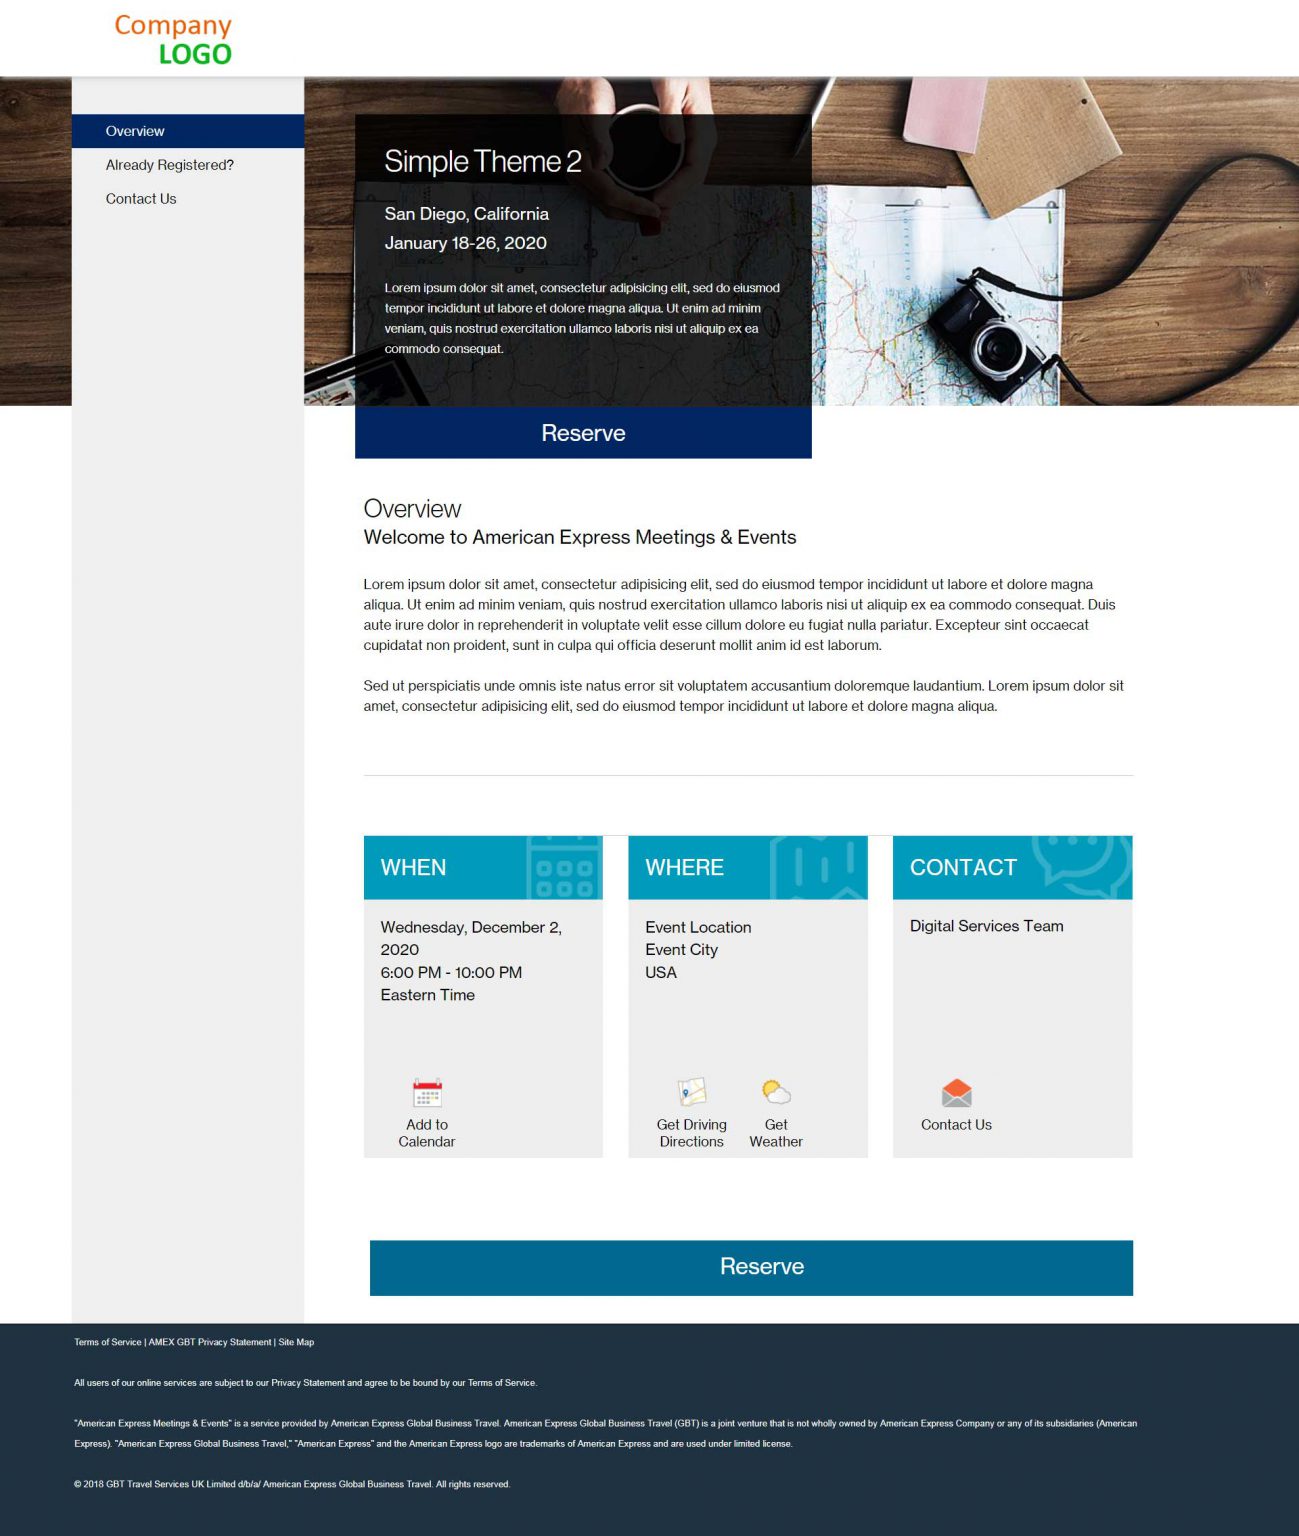 Company
LOGO
Overview
Already Registered?
Contact Us
Simple Theme 2
San Diego, California
January 18-26, 2020
Lorem ipsum dolor sit amet, consectetur adipisicing elit, sed do eiusmod
tempor incididunt ut labore et dolore magna aliqua. Ut enim ad minim
veniam, quis nostrud exercitation ullamco laboris nisi ut aliquip ex ea
commodo consequat.
Reserve
Overview
Welcome to American Express Meetings & Events
Lorem ipsum dolor sit amet, consectetur adipisicing elit, sed do eiusmod tempor incididunt ut labore et dolore magna
aliqua. Ut enim ad minim veniam, quis nostrud exercitation ullamco laboris nisi ut aliquip ex ea commodo consequat. Duis
aute irure dolor in reprehenderit in voluptate velit esse cillum dolore eu fugiat nulla pariatur. Excepteur sint occaecat
cupidatat non proident, sunt in culpa qui officia deserunt mollit anim id est laborum.
Sed ut perspiciatis unde omnis iste natus error sit voluptatem accusantium doloremque laudantium. Lorem ipsum dolor sit
amet, consectetur adipisicing elit, sed do eiusmod tempor incididunt ut labore et dolore magna aliqua.
WHEN
Wednesday, December 2,
2020
6:00 PM - 10:00 PM
Eastern Time
Add to
Calendar
WHERE
Event Location
Event City
USA
Get Driving
Directions
Get
Weather
CONTACT
Digital Services Team
Contact Us
Reserve
Terms of Service | AMEX GBT Privacy Statement | Site Map
All users of our online services are subject to our Privacy Statement and agree to be bound by our Terms of Service.
"American Express Meetings & Events" is a service provided by American Express Global Business Travel. American Express Global Business Travel (GBT) is a joint venture that is not wholly owned by American Express Company or any of its subsidiaries (American
Express). "American Express Global Business Travel," "American Express" and the American Express logo are trademarks of American Express and are used under limited license.
© 2018 GBT Travel Services UK Limited d/b/a/ American Express Global Business Travel. All rights reserved.